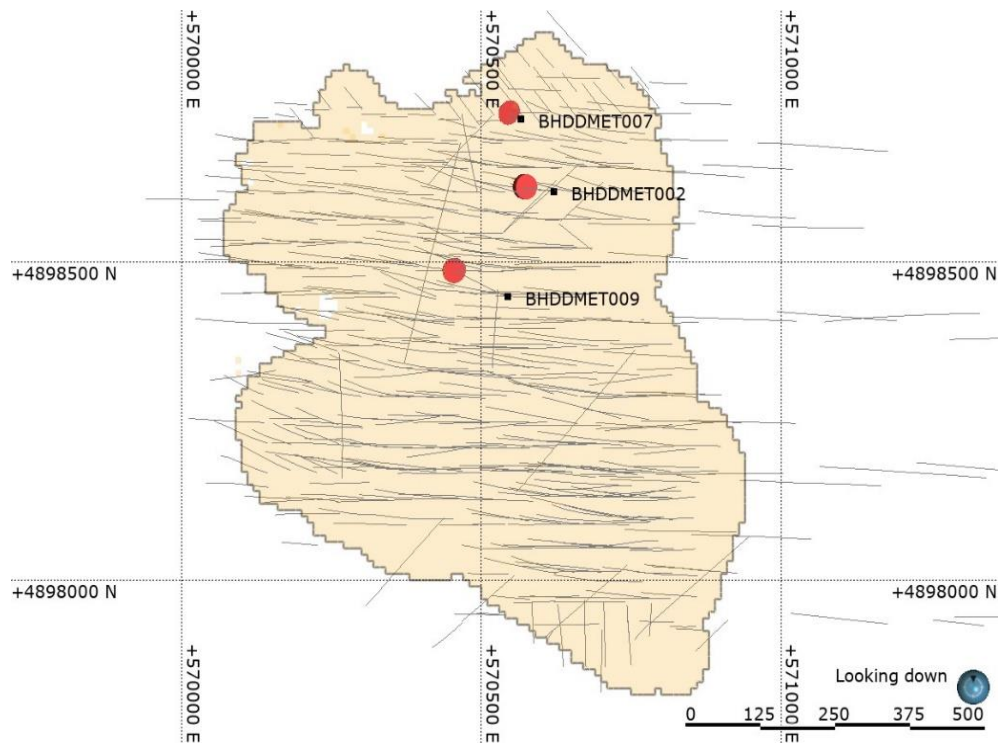 +570000 E
+570500 E
+571000 E
BHDDMET007
BHDDMET002
+4898500 N
+4898500 N
BHDDMET009
+4898000 N
+4898000 N
+570000 E
+570500 E
+571000 E
Looking down
0 125 250 375 500